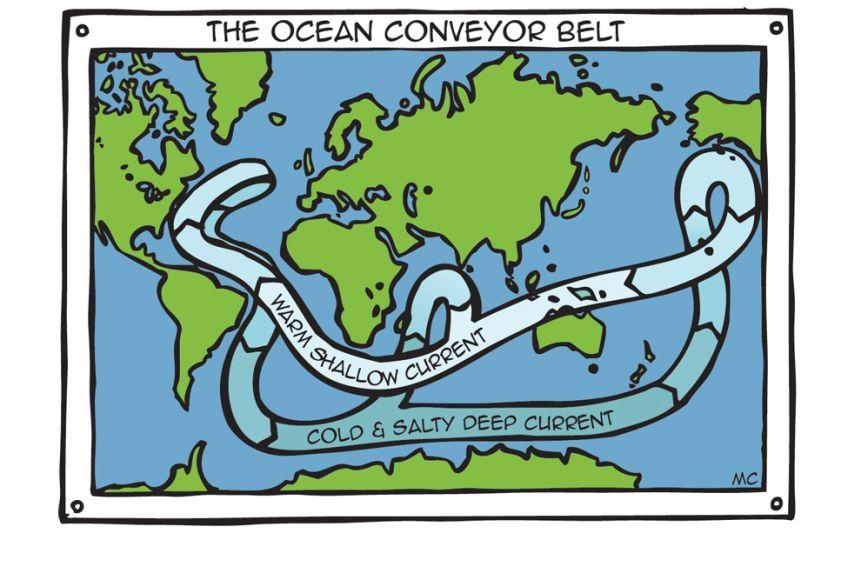 THE OCEAN CONVEYOR BELT
WARM SHALLOW CURRENT
COLD & SALTY DEEP CURRENT
MC